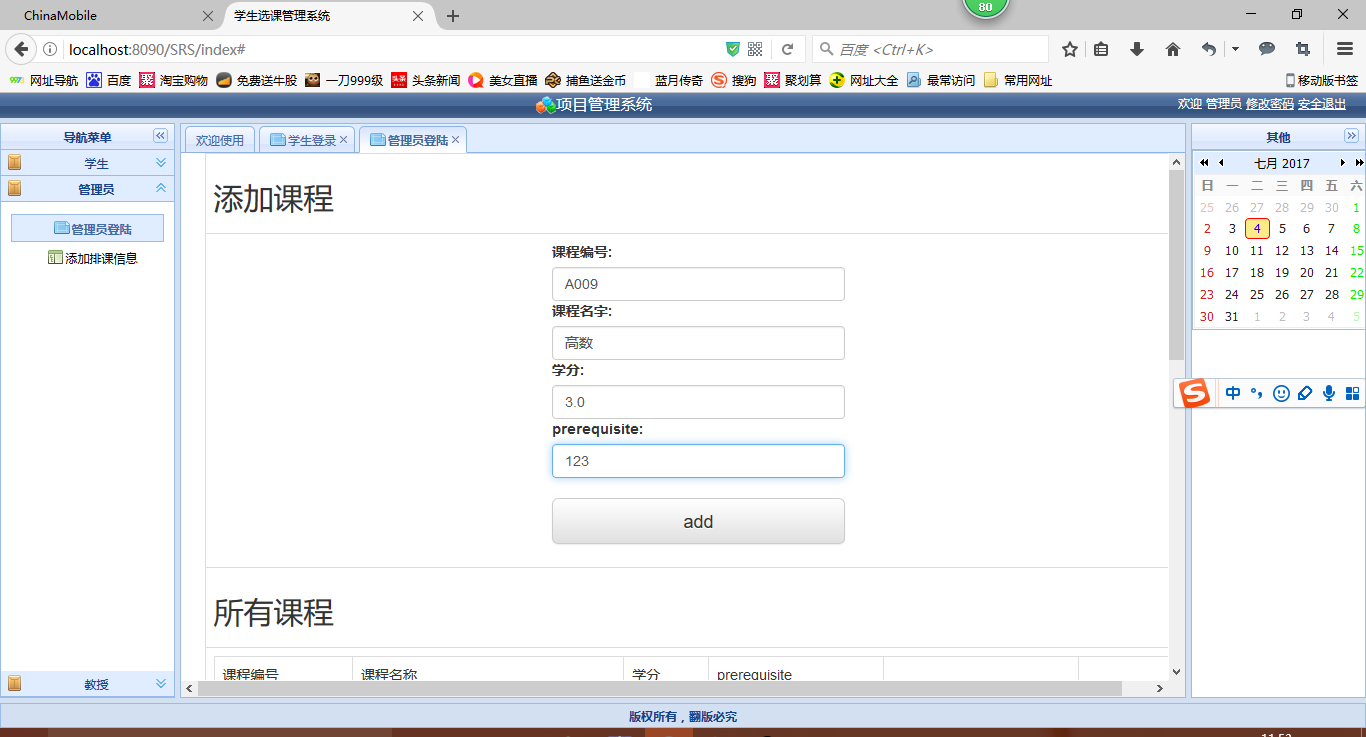 80
ChinaMobile
学生选课管理系统
localhost:8090/SRS/index#
百度 <Ctrl+K>
网址导航 百度 淘宝购物 免费送牛股 一刀999级 头条新闻 美女直播 捕鱼送金币 蓝月传奇 搜狗 聚划算 网址大全 最常访问 常用网址 移动版书签
项目管理系统
欢迎 管理员 修改密码 安全退出
导航菜单
学生
管理员
管理员登陆
添加排课信息
教授
欢迎使用 学生登录 管理员登陆
添加课程
课程编号:
A009
课程名字:
高数
学分:
3.0
prerequisite:
123
add
所有课程
课程编号 课程名称 学分 prerequisite
其他
七月 2017
日 一 二 三 四 五 六
25 26 27 28 29 30 1
2 3 4 5 6 7 8
9 10 11 12 13 14 15
16 17 18 19 20 21 22
23 24 25 26 27 28 29
30 31 1 2 3 4 5
S 中
版权所有，翻版必究